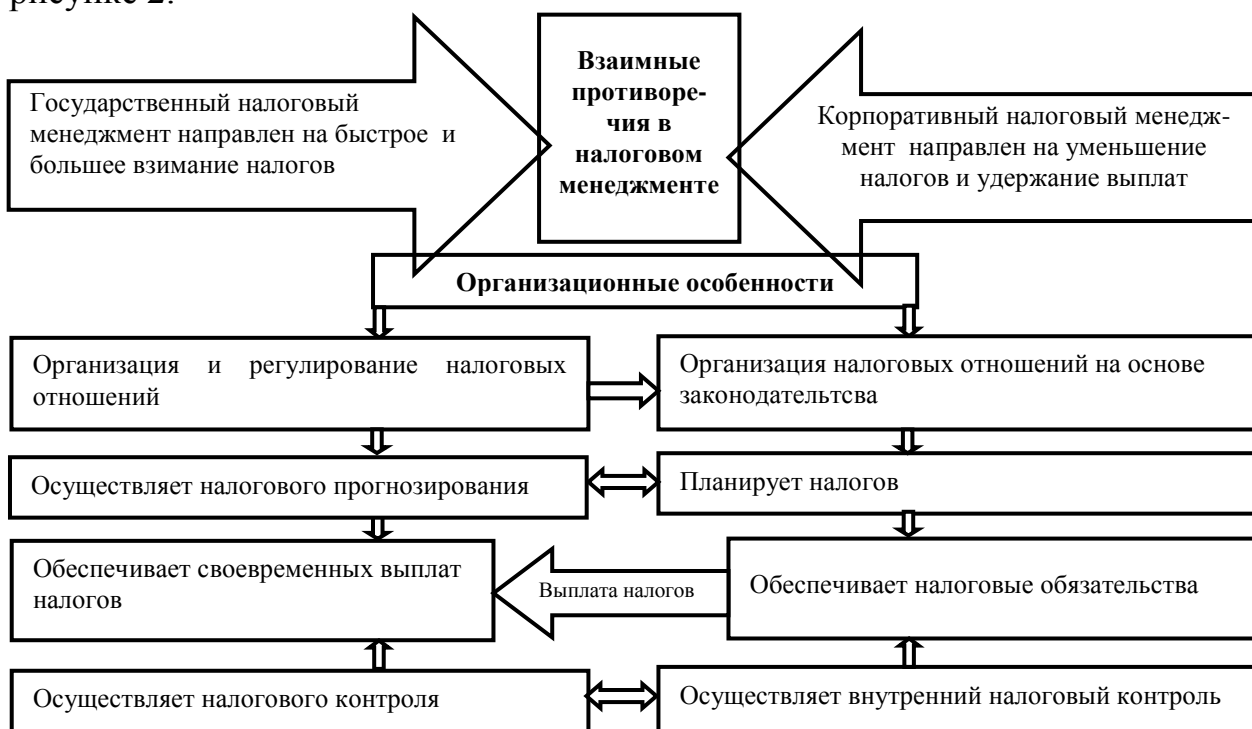 рисунке 2.
Взаимные
противоре-
чия в
налоговом
менеджменте
Государственный налоговый
менеджмент направлен на быстрое и
большее взимание налогов
Корпоративный налоговый менедж-
мент направлен на уменьшение
налогов и удержание выплат
Организационные особенности
Организация и регулирование налоговых
отношений
Организация налоговых отношений на основе
законодательтсва
Осуществляет налогового прогнозирования
Планирует налогов
Обеспечивает своевременных выплат
налогов
Выплата налогов
Обеспечивает налоговые обязательства
Осуществляет налогового контроля
Осуществляет внутренний налоговый контроль